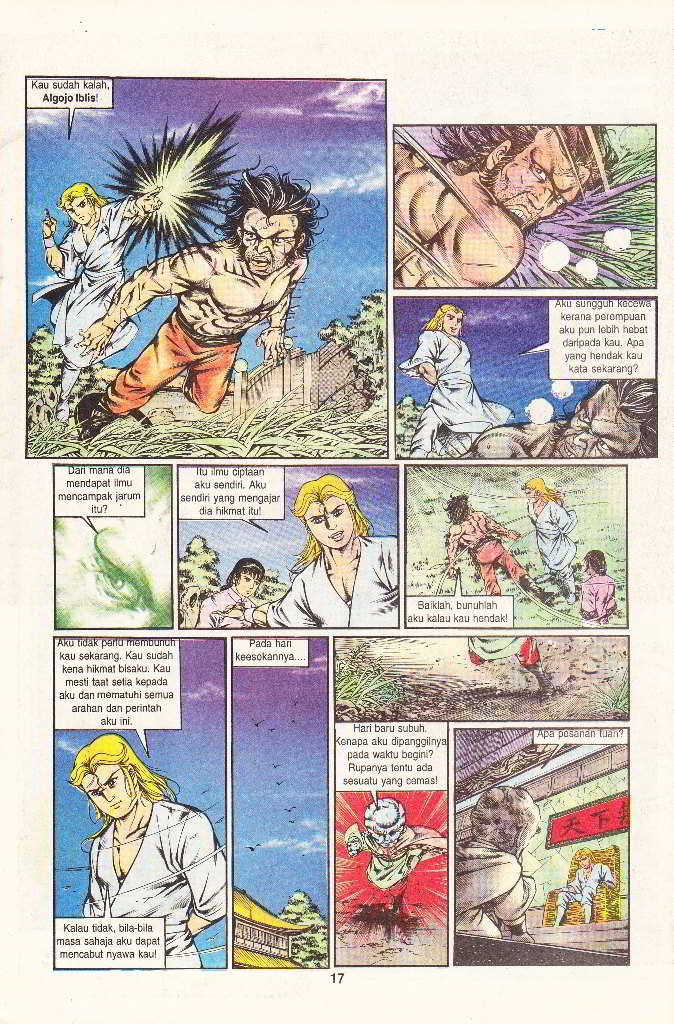 Kau sudah kalah,
Algojo Iblis!
Aku sungguh kecewa
kerana perempuan
aku pun lebih hebat
daripada kau. Apa
yang hendak kau
kata sekarang?
Dari mana dia
mendapat ilmu
mencampak jarum
itu?
Itu ilmu ciptaan
aku sendiri. Aku
sendiri yang mengajar
dia hikmat itu!
Baiklah, bunuhlah
aku kalau kau hendak!
Aku tidak perlu membunuh
kau sekarang. Kau sudah
kena hikmat bisaku. Kau
mesti taat setia kepada
aku dan mematuhi semua
arahan dan perintah
aku ini.
Kalau tidak, bila-bila
masa sahaja aku dapat
mencabut nyawa kau!
Pada hari
keesokannya....
Hari baru subuh.
Kenapa aku dipanggilnya
pada waktu begini?
Rupanya tentu ada
sesuatu yang cemas!
Apa pesanan tuan?
天下
17